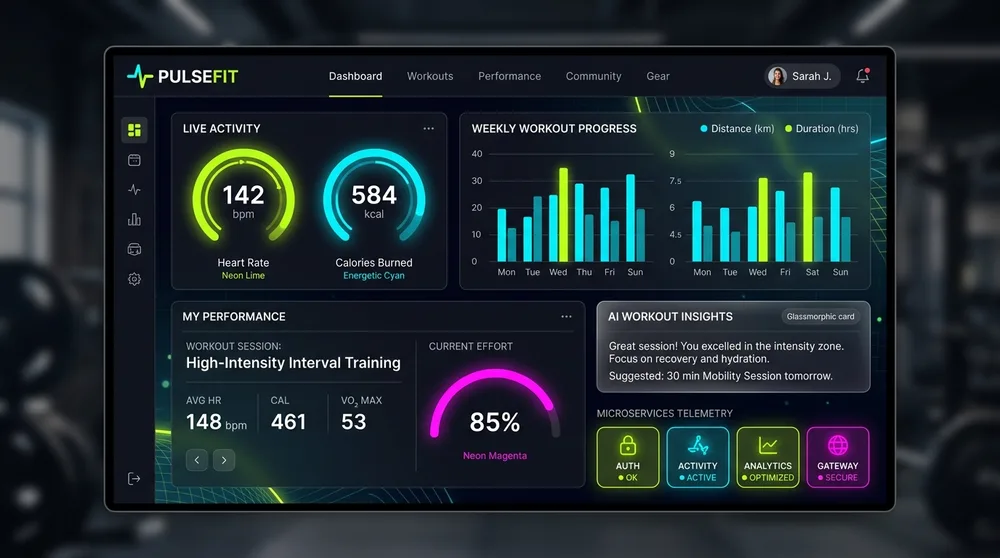 PULSEFIT
Dashboard
Workouts
Performance
Community
Gear
Sarah J.
LIVE ACTIVITY
142
bpm
Heart Rate
Neon Lime
584
kcal
Calories Burned
Energetic Cyan
WEEKLY WORKOUT PROGRESS
Distance (km)
Duration (hrs)
40
30
20
10
0
Mon Tue Wed Thu Fri Sun
9
7.5
6
4.5
0
Mon Tue Wed Fri Sat Sun
MY PERFORMANCE
WORKOUT SESSION:
High-Intensity Interval Training
AVG HR
148 bpm
CAL
461
VO₂ MAX
53
CURRENT EFFORT
85%
Neon Magenta
AI WORKOUT INSIGHTS
Glassmorphic card
Great session! You excelled in the intensity zone.
Focus on recovery and hydration.
Suggested: 30 min Mobility Session tomorrow.
MICROSERVICES TELEMETRY
AUTH
OK
ACTIVITY
ACTIVE
ANALYTICS
OPTIMIZED
GATEWAY
SECURE